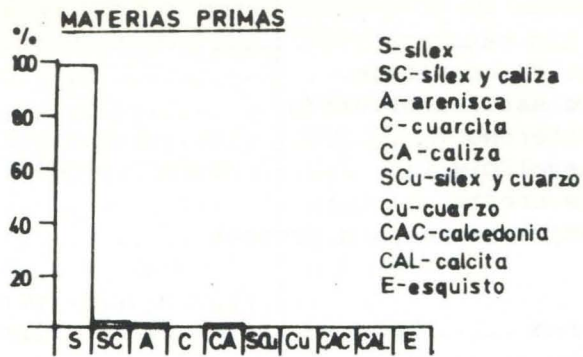 MATERIAS PRIMAS
%
100
80
60
40
20
S SC A C CA SCu Cu CAC CAL E
S-sílex
SC-sílex y caliza
A-arenisca
C-cuarcita
CA-caliza
SCu-sílex y cuarzo
Cu-cuarzo
CAC-calcedonia
CAL-calcita
E-esquisto